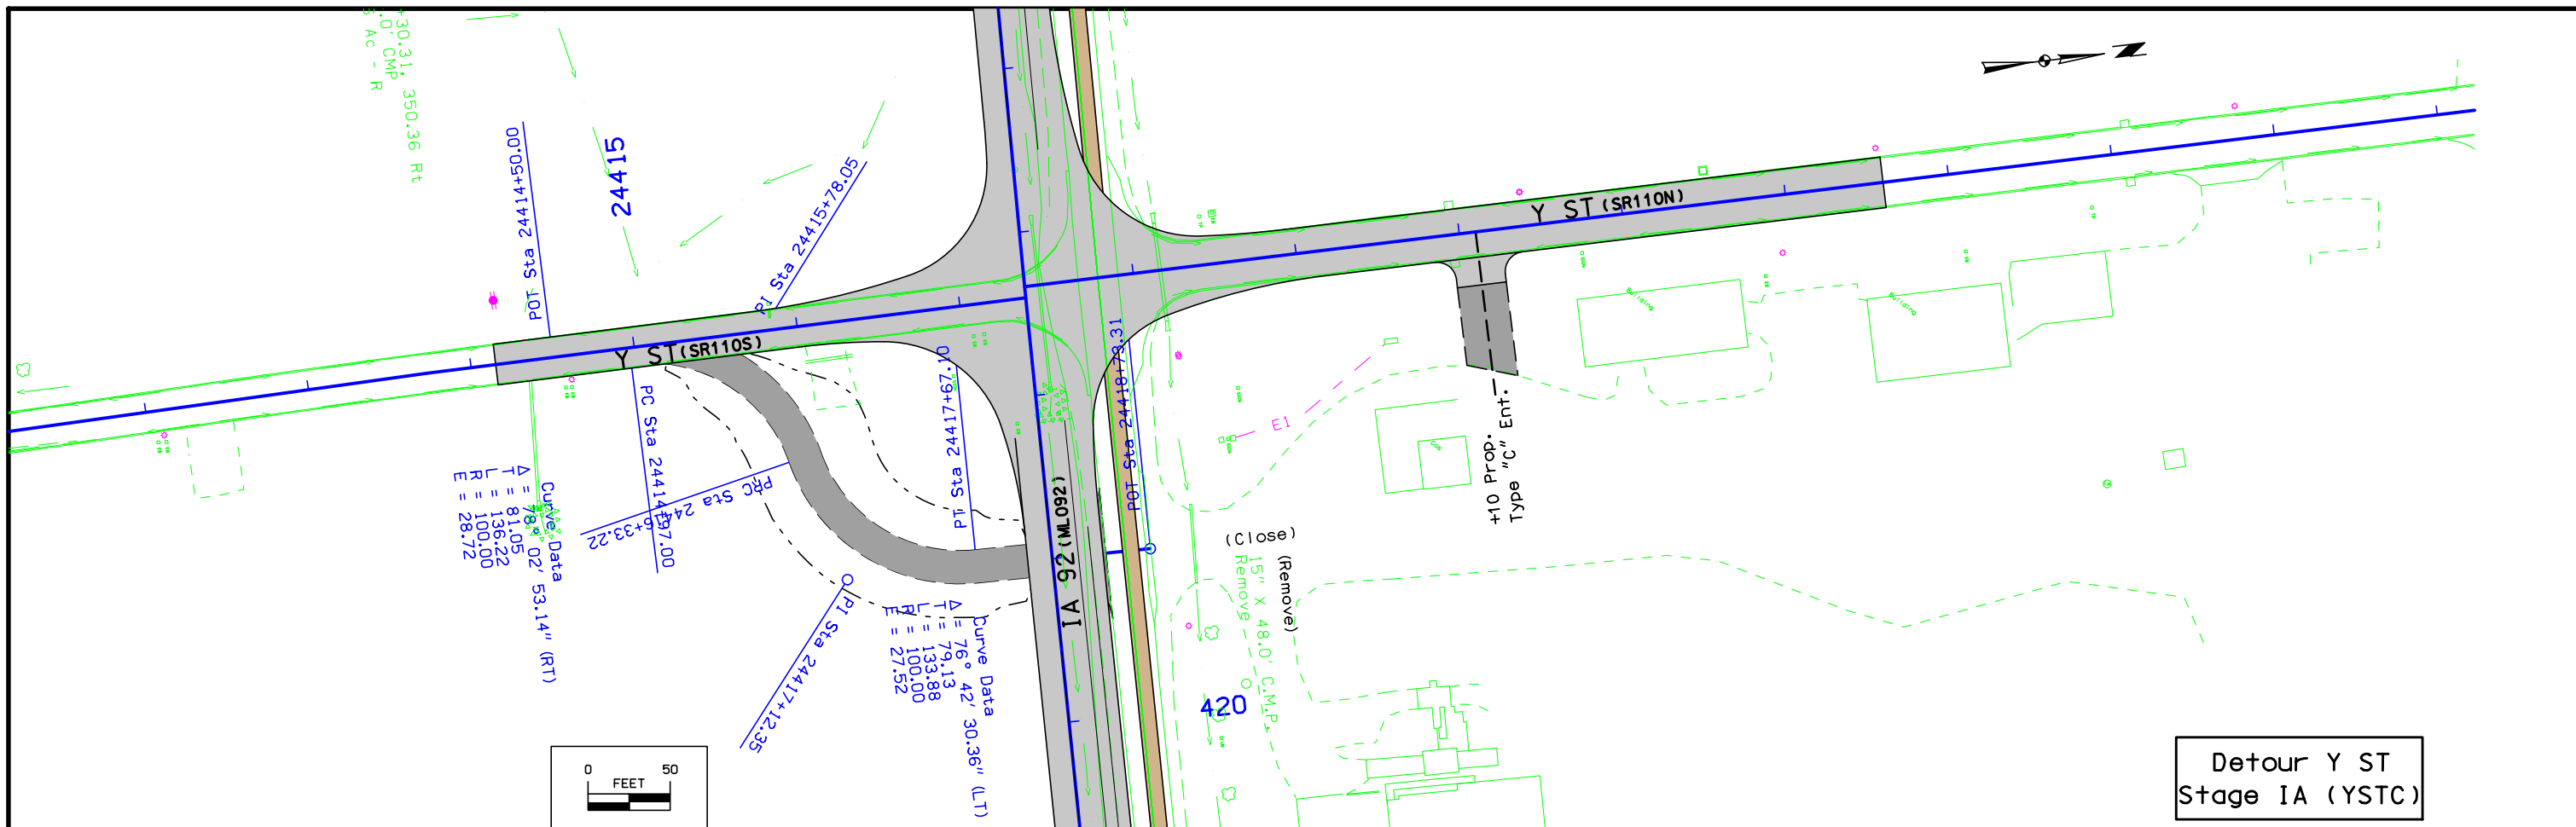 +30.31, 350.36 Rt
.0' CMP
S Ac - R
POT Sta 24414+50.00
24415
PI Sta 24415+78.05
Y ST (SR110S)
Y ST (SR110N)
PC Sta 24414+97.00
PRC Sta 24416+33.22
PT Sta 24417+67.10
POT Sta 24418+73.31
PI Sta 24417+12.35
Curve Data
Δ = 78° 02' 53.14" (RT)
T = 81.05
L = 136.22
R = 100.00
E = 28.72
Curve Data
Δ = 76° 42' 30.36" (LT)
T = 79.13
L = 133.88
R = 100.00
E = 27.52
IA 92 (ML092)
E1
+10 Prop.
Type "C" Ent.
Building
Building
Gas
(Close)
(Remove)
15" X 48.0' C.M.P.
Remove
420
0 50
FEET
Detour Y ST
Stage IA (YSTC)